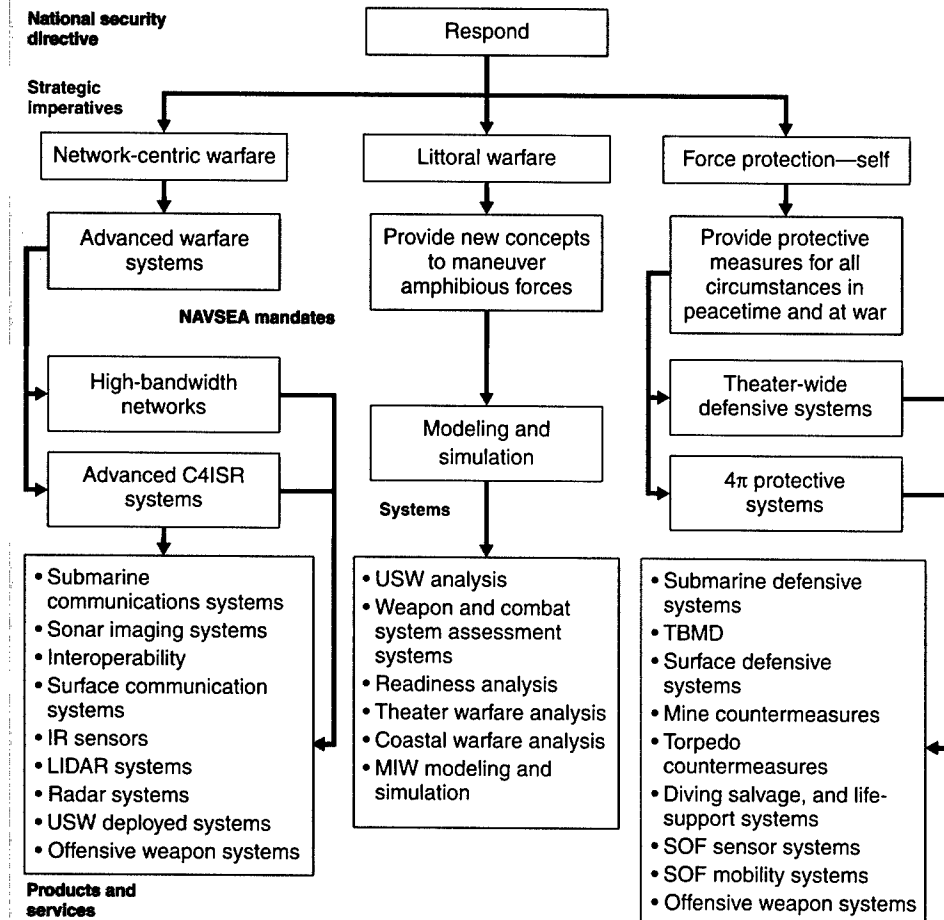 National security
directive
Respond
Strategic
imperatives
Network-centric warfare
Littoral warfare
Force protection—self
Advanced warfare
systems
Provide new concepts
to maneuver
amphibious forces
Provide protective
measures for all
circumstances in
peacetime and at war
NAVSEA mandates
High-bandwidth
networks
Modeling and
simulation
Theater-wide
defensive systems
Advanced C4ISR
systems
4π protective
systems
Systems
• Submarine
communications systems
• Sonar imaging systems
• Interoperability
• Surface communication
systems
• IR sensors
• LIDAR systems
• Radar systems
• USW deployed systems
• Offensive weapon systems
• USW analysis
• Weapon and combat
system assessment
systems
• Readiness analysis
• Theater warfare analysis
• Coastal warfare analysis
• MIW modeling and
simulation
• Submarine defensive
systems
• TBMD
• Surface defensive
systems
• Mine countermeasures
• Torpedo
countermeasures
• Diving salvage, and life-
support systems
• SOF sensor systems
• SOF mobility systems
• Offensive weapon systems
Products and
services